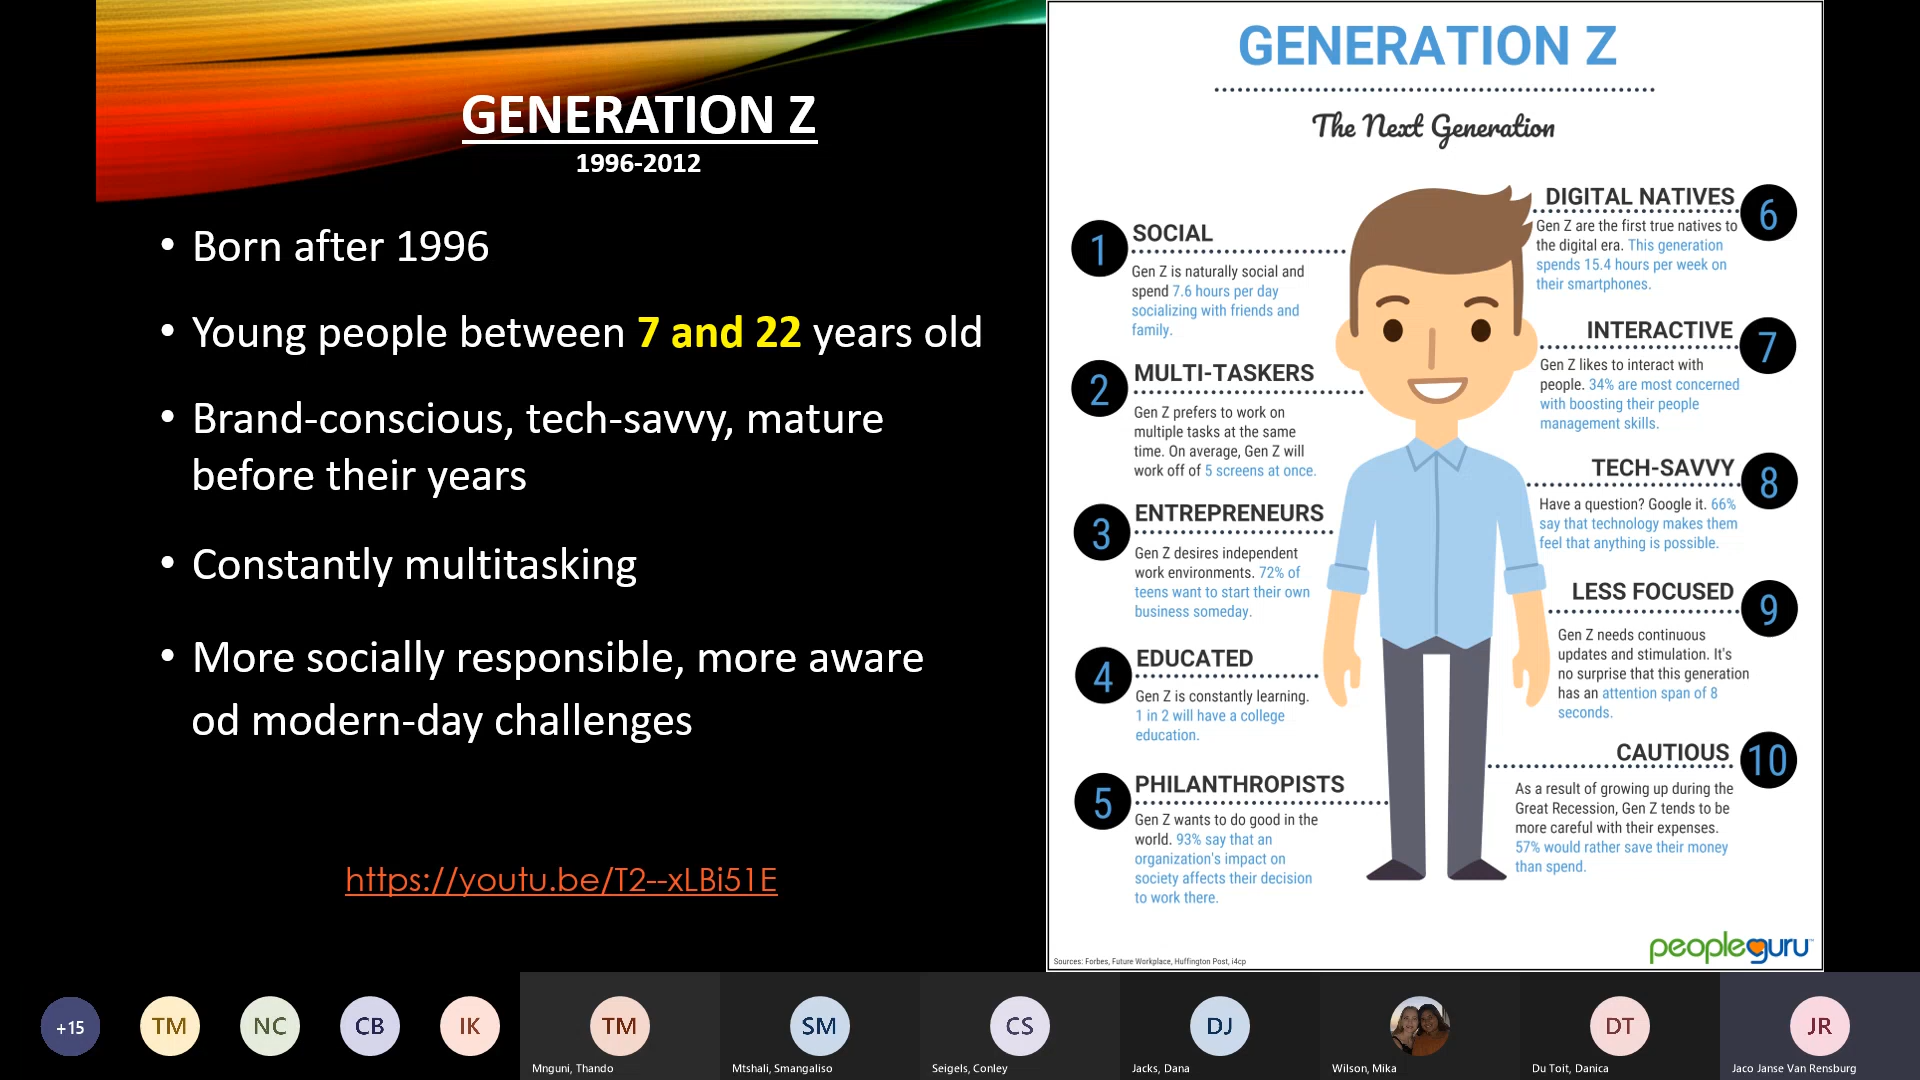 GENERATION Z
1996-2012
• Born after 1996
• Young people between 7 and 22 years old
• Brand-conscious, tech-savvy, mature
before their years
• Constantly multitasking
• More socially responsible, more aware
od modern-day challenges
https://youtu.be/T2--xLBi51E
GENERATION Z
The Next Generation
1
SOCIAL
Gen Z is naturally social and
spend 7.6 hours per day
socializing with friends and
family.
2
MULTI-TASKERS
Gen Z prefers to work on
multiple tasks at the same
time. On average, Gen Z will
work off of 5 screens at once.
3
ENTREPRENEURS
Gen Z desires independent
work environments. 72% of
teens want to start their own
business someday.
4
EDUCATED
Gen Z is constantly learning.
1 in 2 will have a college
education.
5
PHILANTHROPISTS
Gen Z wants to do good in the
world. 93% say that an
organization's impact on
society affects their decision
to work there.
DIGITAL NATIVES
6
Gen Z are the first true natives to
the digital era. This generation
spends 15.4 hours per week on
their smartphones.
INTERACTIVE
7
Gen Z likes to interact with
people. 34% are most concerned
with boosting their people
management skills.
TECH-SAVVY
8
Have a question? Google it. 66%
say that technology makes them
feel that anything is possible.
LESS FOCUSED
9
Gen Z needs continuous
updates and stimulation. It's
no surprise that this generation
has an attention span of 8
seconds.
CAUTIOUS
10
As a result of growing up during the
Great Recession, Gen Z tends to be
more careful with their expenses.
57% would rather save their money
than spend.
peopleguru
Sources: Forbes, Future Workplace, Huffington Post, i4cp
+15
TM
NC
CB
IK
TM
SM
CS
DJ
DT
JR
Mnguni, Thando
Mtshali, Smangaliso
Seigels, Conley
Jacks, Dana
Wilson, Mika
Du Toit, Danica
Jaco Janse Van Rensburg